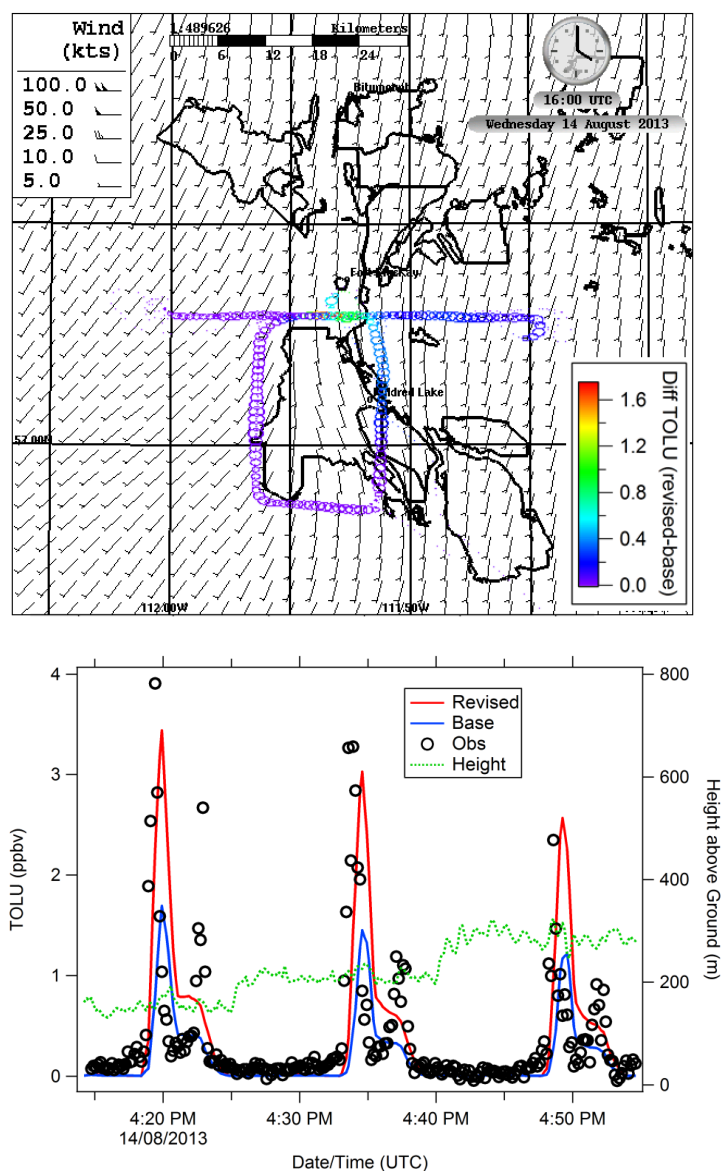 Wind
(kts)
100.0
50.0
25.0
10.0
5.0
1:489626 Kilometers
0 6 12 18 24
Bitumount
16:00 UTC
Wednesday 14 August 2013
Fort McKay
Mildred Lake
57.00N
112.00W
111.50W
Diff TOLU (revised-base)
1.6
1.2
0.8
0.4
0.0
TOLU (ppbv)
4
3
2
1
0
Revised
Base
Obs
Height
800
600
400
200
0
Height above Ground (m)
4:20 PM
14/08/2013
4:30 PM
4:40 PM
4:50 PM
Date/Time (UTC)